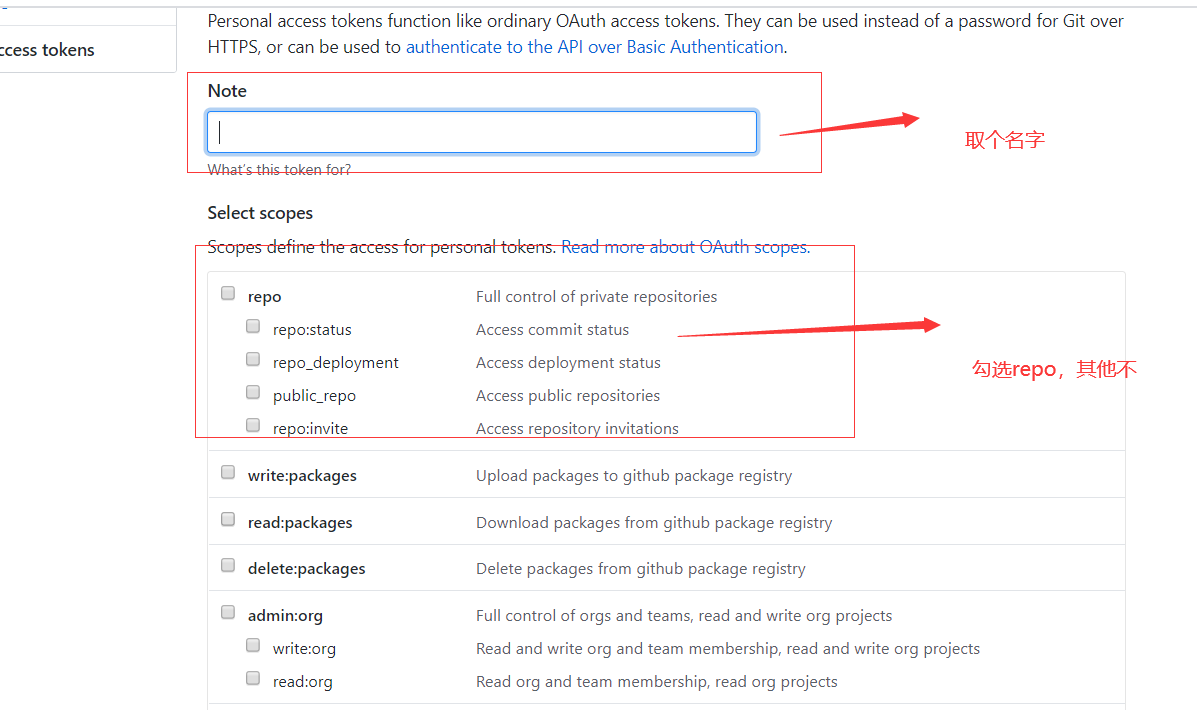 Personal access tokens function like ordinary OAuth access tokens. They can be used instead of a password for Git over
HTTPS, or can be used to authenticate to the API over Basic Authentication.
ccess tokens
Note
取个名字
What's this token for?
Select scopes
Scopes define the access for personal tokens. Read more about OAuth scopes.
repo Full control of private repositories
repo:status Access commit status
repo_deployment Access deployment status
勾选repo，其他不
public_repo Access public repositories
repo:invite Access repository invitations
write:packages Upload packages to github package registry
read:packages Download packages from github package registry
delete:packages Delete packages from github package registry
admin:org Full control of orgs and teams, read and write org projects
write:org Read and write org and team membership, read and write org projects
read:org Read org and team membership, read org projects